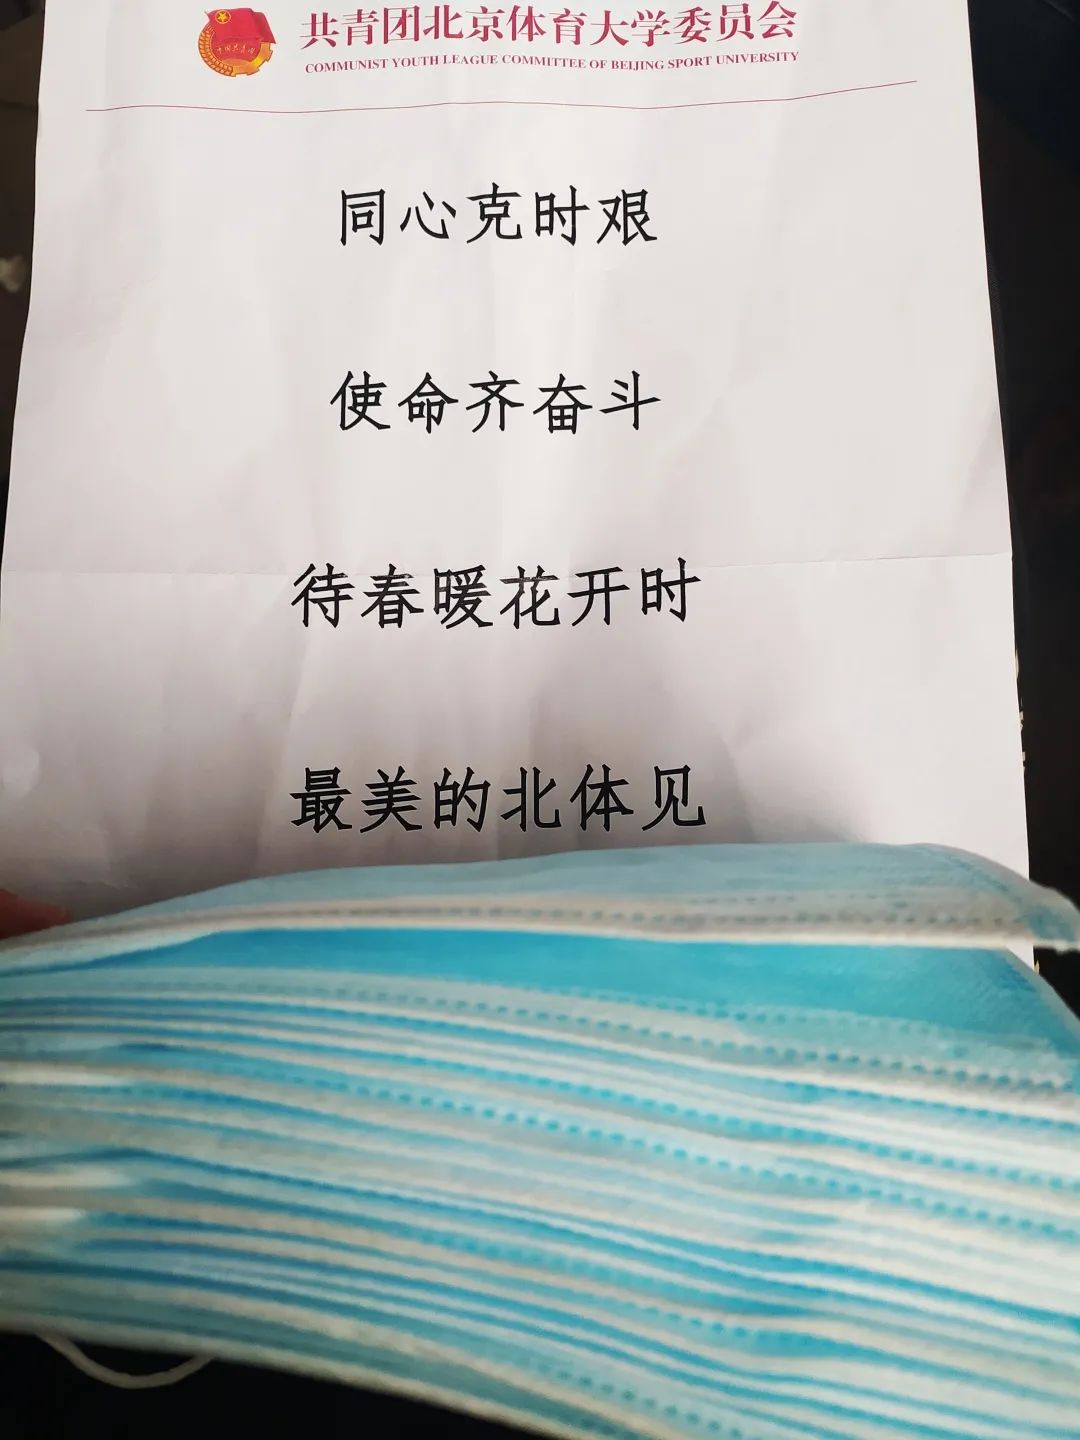 共青团北京体育大学委员会
COMMUNIST YOUTH LEAGUE COMMITTEE OF BEIJING SPORT UNIVERSITY
同心克时艰
使命齐奋斗
待春暖花开时
最美的北体见